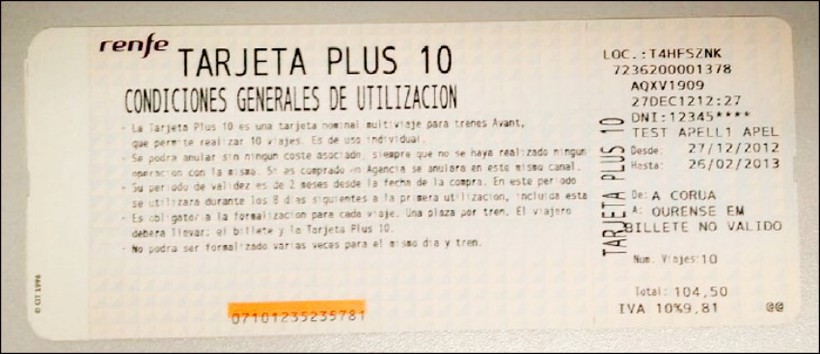 renfe
TARJETA PLUS 10
CONDICIONES GENERALES DE UTILIZACION
- La Tarjeta Plus 10 es una tarjeta nominal multiviaje para trenes Avant,
que permite realizar 10 viajes. Es de uso individual.
- Se podra anular sin ningun coste asociado, siempre que no se haya realizado ningun
operacion con la misma. Si es comprado en Agencia se anulara en este mismo canal.
- Su periodo de validez es de 2 meses desde la fecha de la compra. En este periodo
se utilizara durante los 8 dias siguientes a la primera utilizacion, incluida esta
- Es obligatoria la formalizacion para cada viaje. Una plaza por tren. El viajero
debera llevar: el billete y la Tarjeta Plus 10.
- No podra ser formalizado varias veces para el mismo dia y tren.
07101235235781
© CIT 1998
TARJETA PLUS 10
LOC.:T4HFSZNK
7236200001378
AQXV1909
27DEC1212:27
DNI:12345****
TEST APELL1 APEL
Desde: 27/12/2012
Hasta: 26/02/2013
De: A CORUA
A: OURENSE EM
BILLETE NO VALIDO
Num. Viajes:10
Total: 104,50
IVA 10%9,81 @@